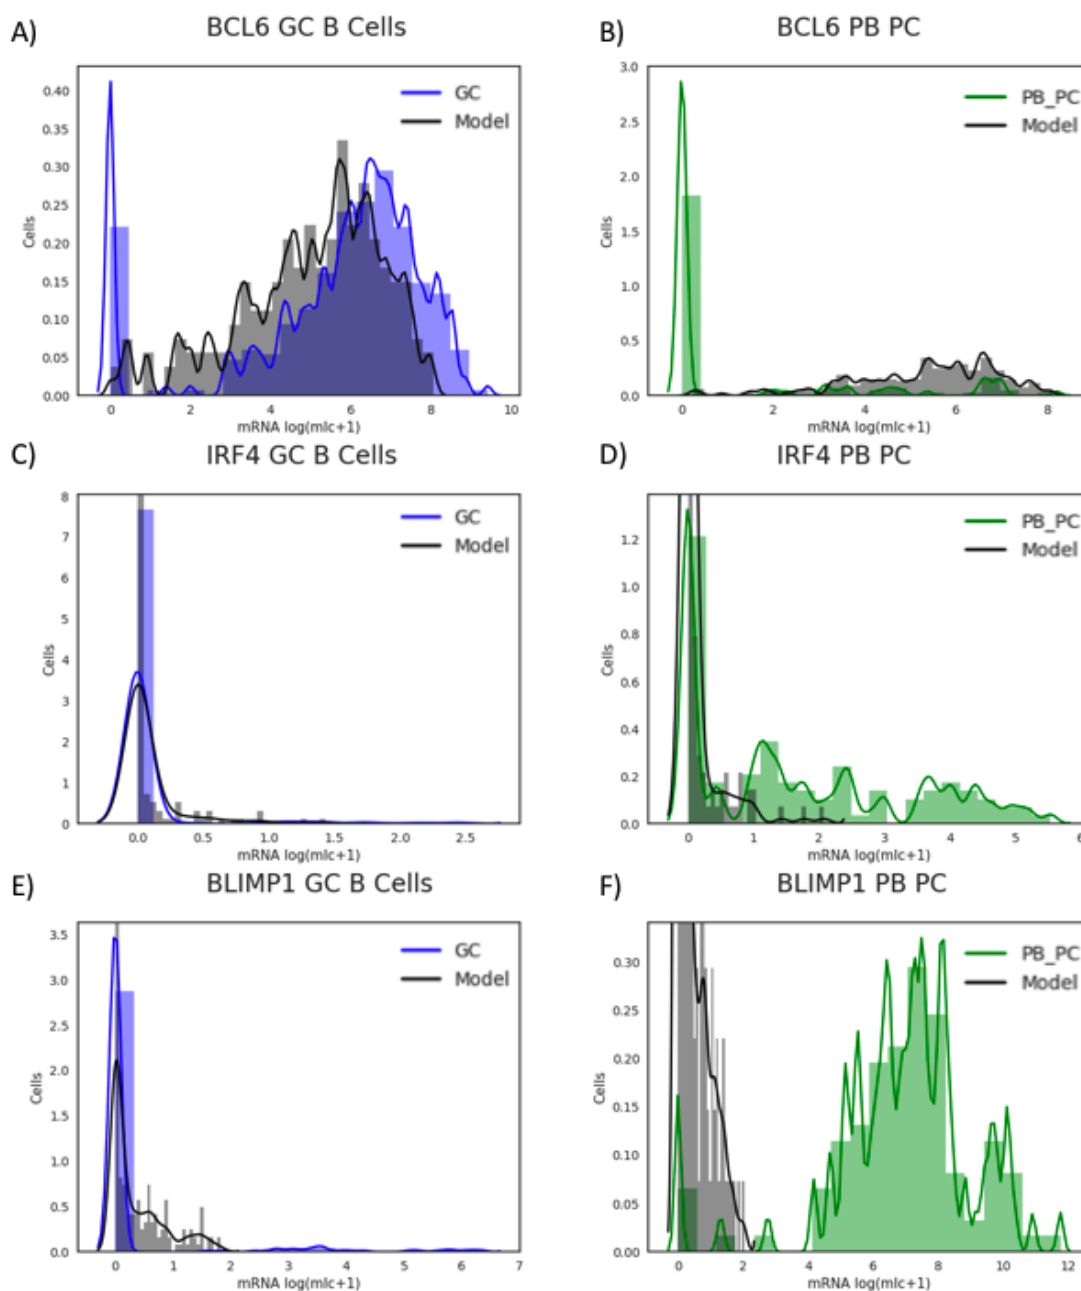 A) BCL6 GC B Cells
GC
Model
0.40
0.35
0.30
0.25
0.20
0.15
0.10
0.05
0.00
Cells
0 2 4 6 8 10
mRNA log(mlc+1)
B) BCL6 PB PC
PB_PC
Model
3.0
2.5
2.0
1.5
1.0
0.5
0.0
Cells
0 2 4 6 8
mRNA log(mlc+1)
C) IRF4 GC B Cells
GC
Model
8
7
6
5
4
3
2
1
0
Cells
0.0 0.5 1.0 1.5 2.0 2.5
mRNA log(mlc+1)
D) IRF4 PB PC
PB_PC
Model
1.2
1.0
0.8
0.6
0.4
0.2
0.0
Cells
0 1 2 3 4 5 6
mRNA log(mlc+1)
E) BLIMP1 GC B Cells
GC
Model
3.5
3.0
2.5
2.0
1.5
1.0
0.5
0.0
Cells
0 1 2 3 4 5 6 7
mRNA log(mlc+1)
F) BLIMP1 PB PC
PB_PC
Model
0.30
0.25
0.20
0.15
0.10
0.05
0.00
Cells
0 2 4 6 8 10 12
mRNA log(mlc+1)